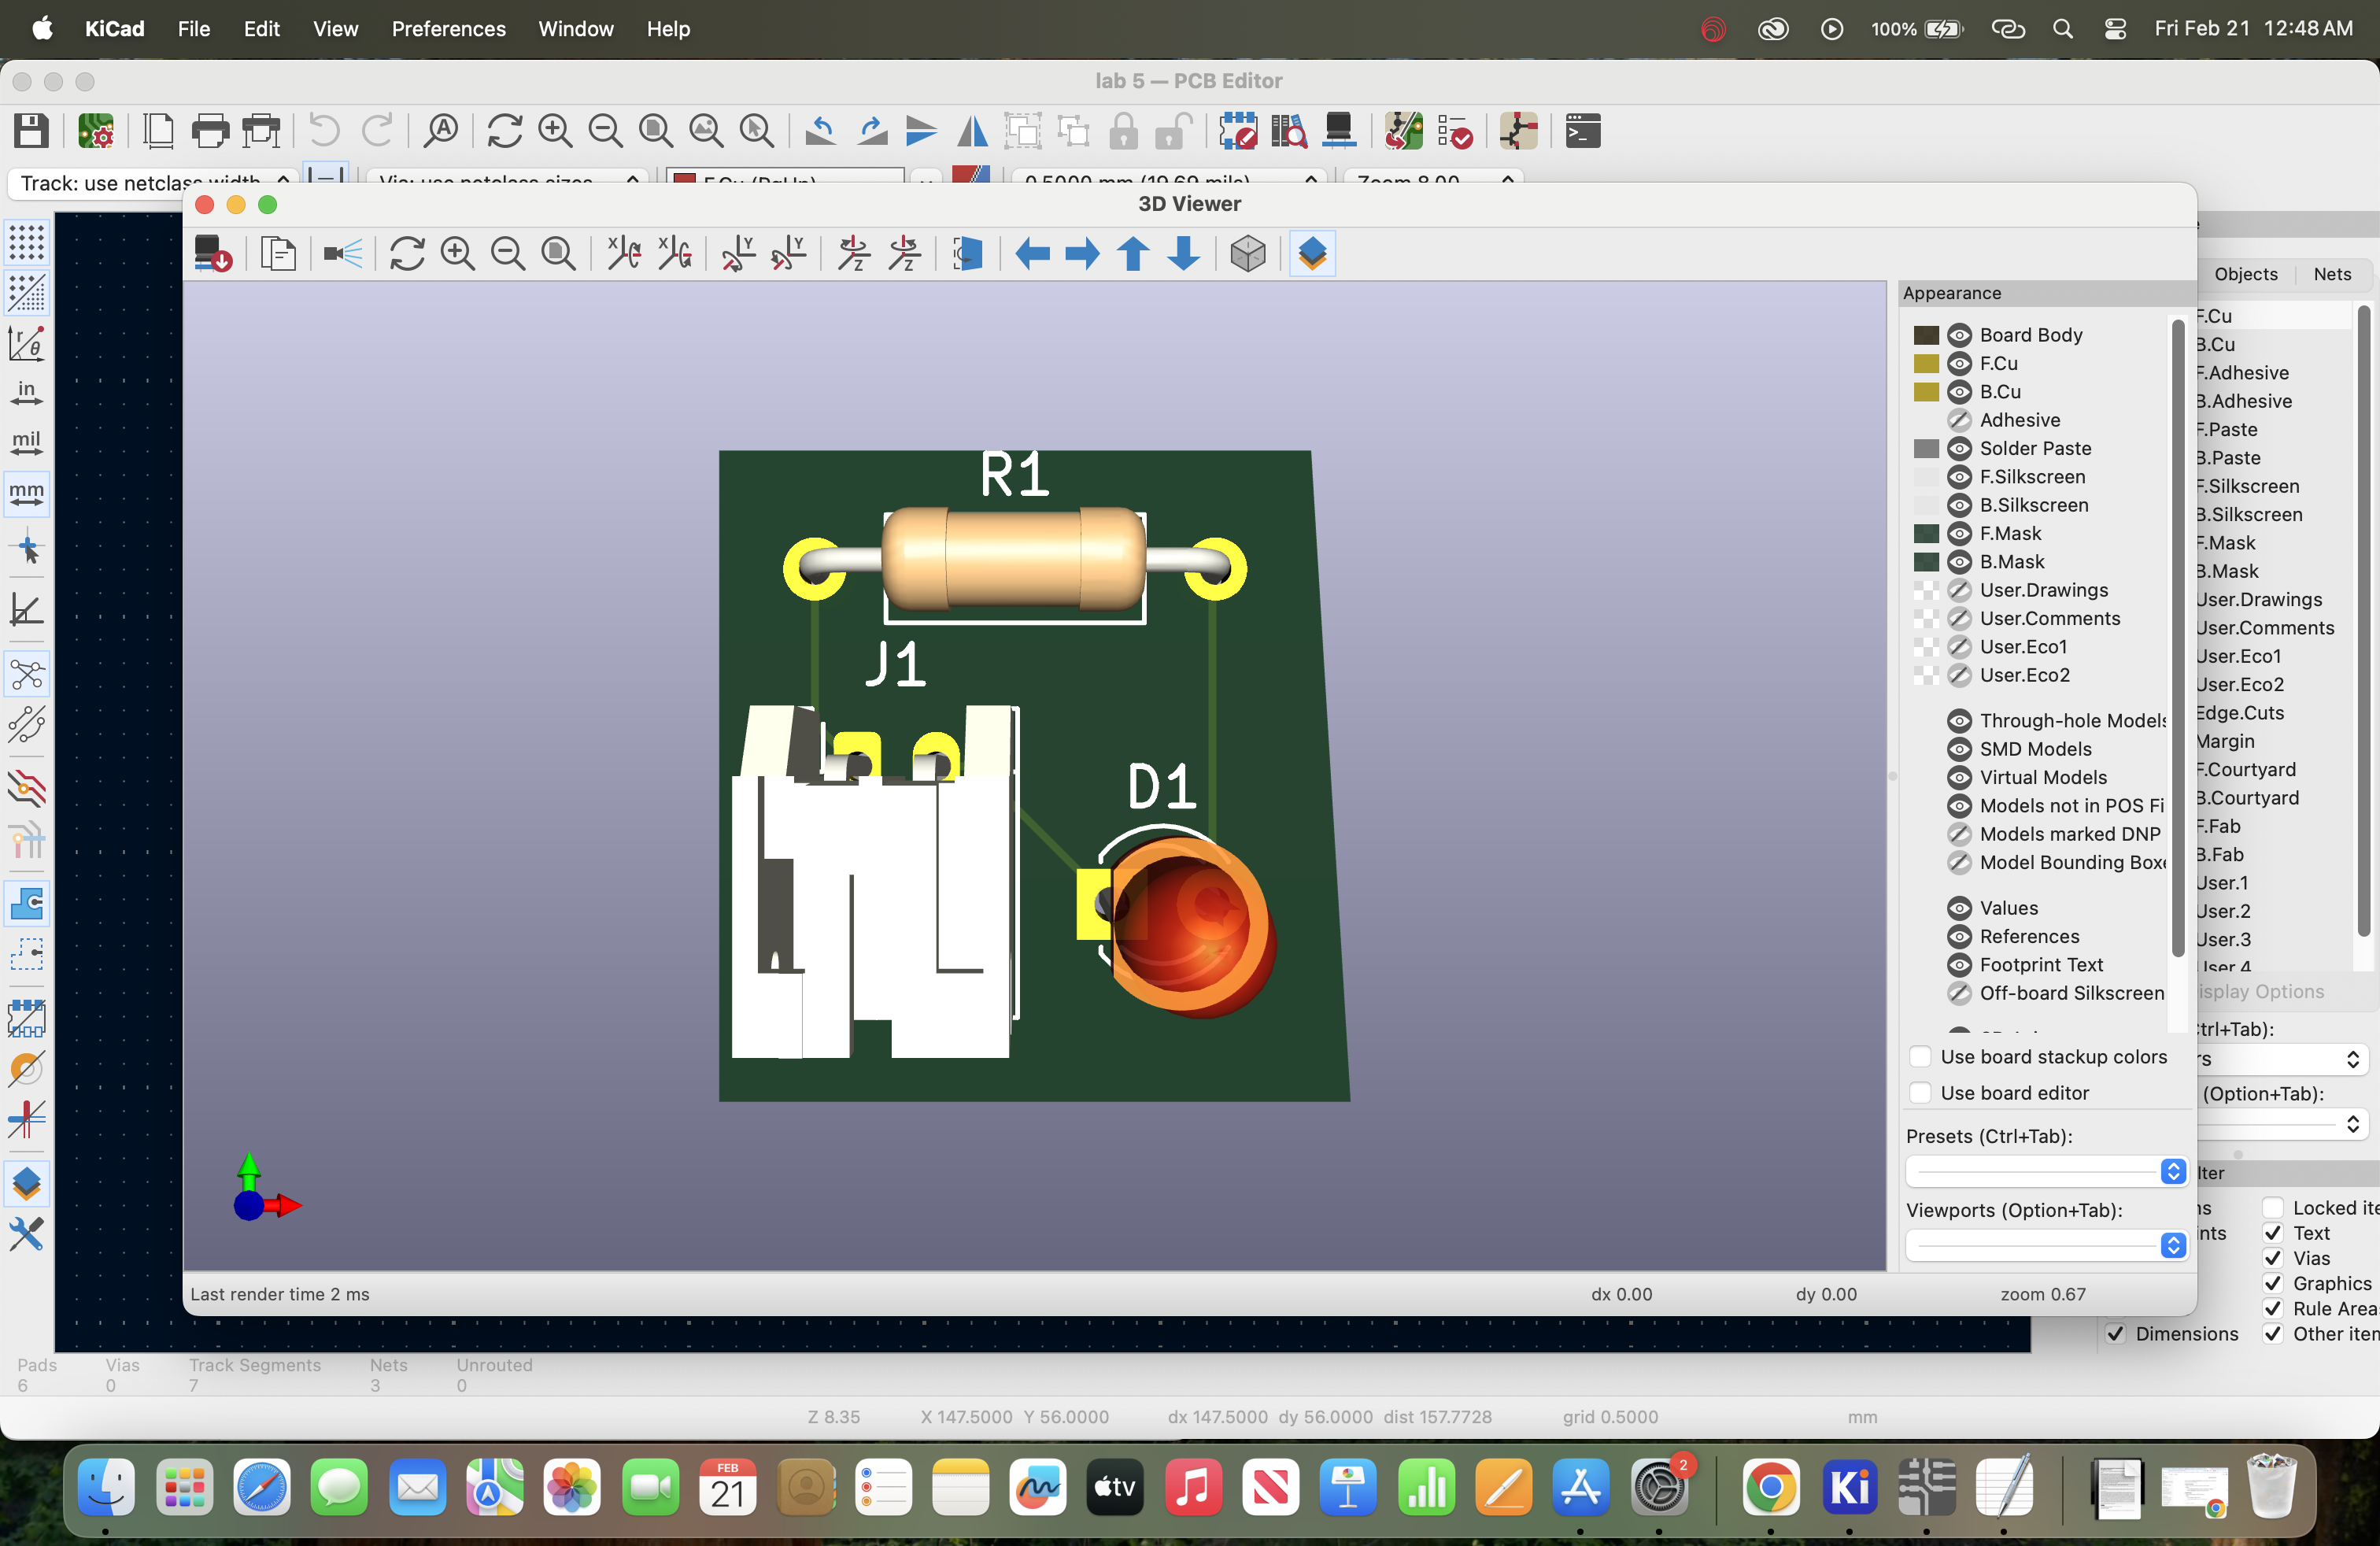 KiCad File Edit View Preferences Window Help 100% Fri Feb 21 12:48 AM
lab 5 — PCB Editor
Track: use netclass width Via: use netclass sizes F.Cu (PgUp) 0.5000 mm (19.69 mils) Zoom 8.00
3D Viewer
in
mil
mm
Appearance
Board Body
F.Cu
B.Cu
Adhesive
Solder Paste
F.Silkscreen
B.Silkscreen
F.Mask
B.Mask
User.Drawings
User.Comments
User.Eco1
User.Eco2
Through-hole Models
SMD Models
Virtual Models
Models not in POS Fi
Models marked DNP
Model Bounding Boxe
Values
References
Footprint Text
Off-board Silkscreen
Use board stackup colors
Use board editor
Presets (Ctrl+Tab):
Viewports (Option+Tab):
R1
J1
D1
Last render time 2 ms dx 0.00 dy 0.00 zoom 0.67
Objects Nets
F.Cu
B.Cu
F.Adhesive
B.Adhesive
F.Paste
B.Paste
F.Silkscreen
B.Silkscreen
F.Mask
B.Mask
User.Drawings
User.Comments
User.Eco1
User.Eco2
Edge.Cuts
Margin
F.Courtyard
B.Courtyard
F.Fab
B.Fab
User.1
User.2
User.3
User.4
isplay Options
trl+Tab):
rs
(Option+Tab):
lter
ns Locked ite
ints Text
Vias
Graphics
Rule Area
Dimensions Other item
Pads Vias Track Segments Nets Unrouted
6 0 7 3 0
Z 8.35 X 147.5000 Y 56.0000 dx 147.5000 dy 56.0000 dist 157.7728 grid 0.5000 mm
FEB
21
tv
2
Ki